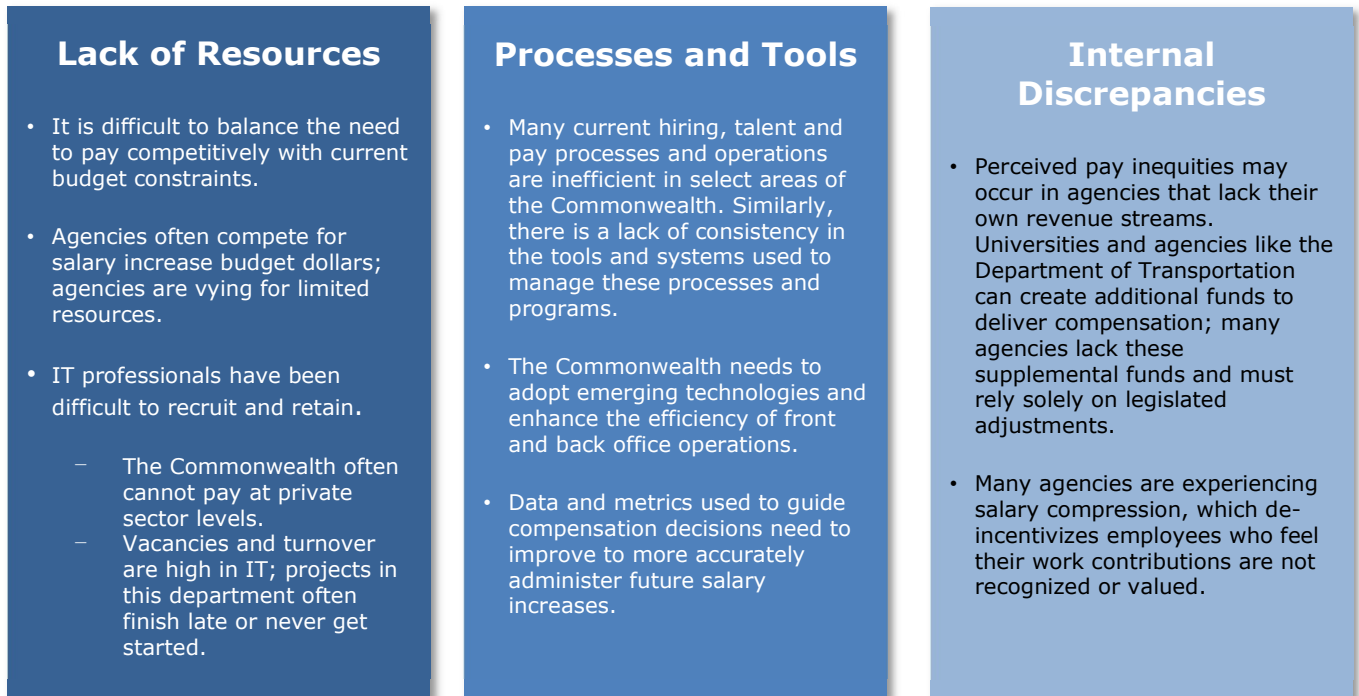 Lack of Resources
• It is difficult to balance the need
to pay competitively with current
budget constraints.
• Agencies often compete for
salary increase budget dollars;
agencies are vying for limited
resources.
• IT professionals have been
difficult to recruit and retain.
– The Commonwealth often
cannot pay at private
sector levels.
– Vacancies and turnover
are high in IT; projects in
this department often
finish late or never get
started.
Processes and Tools
• Many current hiring, talent and
pay processes and operations
are inefficient in select areas of
the Commonwealth. Similarly,
there is a lack of consistency in
the tools and systems used to
manage these processes and
programs.
• The Commonwealth needs to
adopt emerging technologies and
enhance the efficiency of front
and back office operations.
• Data and metrics used to guide
compensation decisions need to
improve to more accurately
administer future salary
increases.
Internal
Discrepancies
• Perceived pay inequities may
occur in agencies that lack their
own revenue streams.
Universities and agencies like the
Department of Transportation
can create additional funds to
deliver compensation; many
agencies lack these
supplemental funds and must
rely solely on legislated
adjustments.
• Many agencies are experiencing
salary compression, which de-
incentivizes employees who feel
their work contributions are not
recognized or valued.